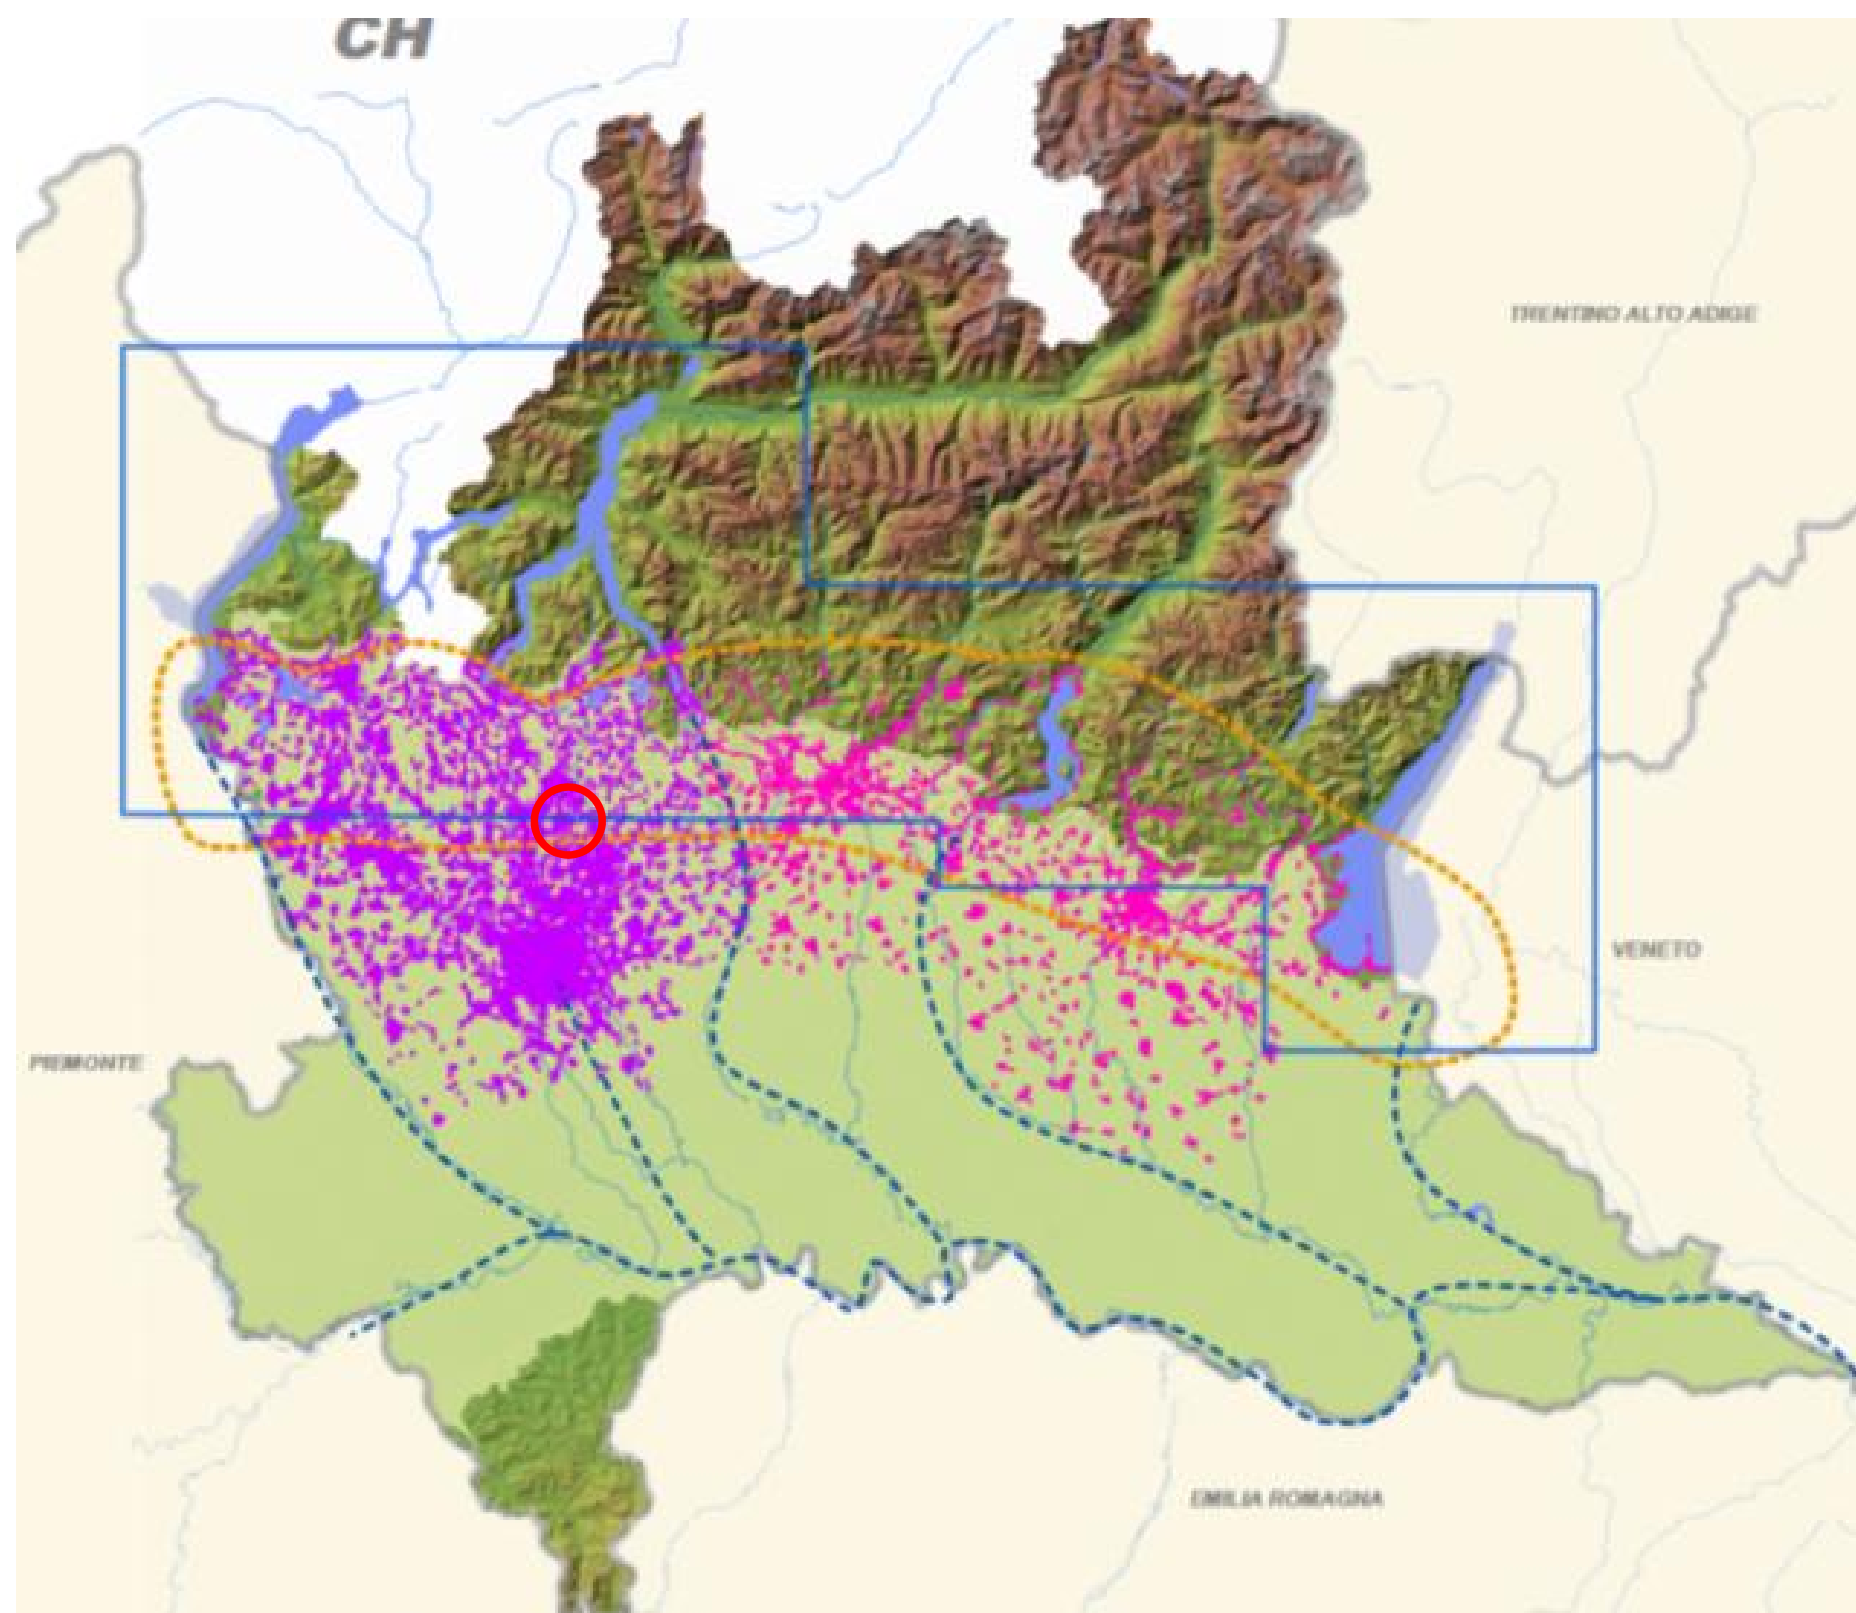 CH
TRENTINO ALTO ADIGE
VENETO
PIEMONTE
EMILIA ROMAGNA